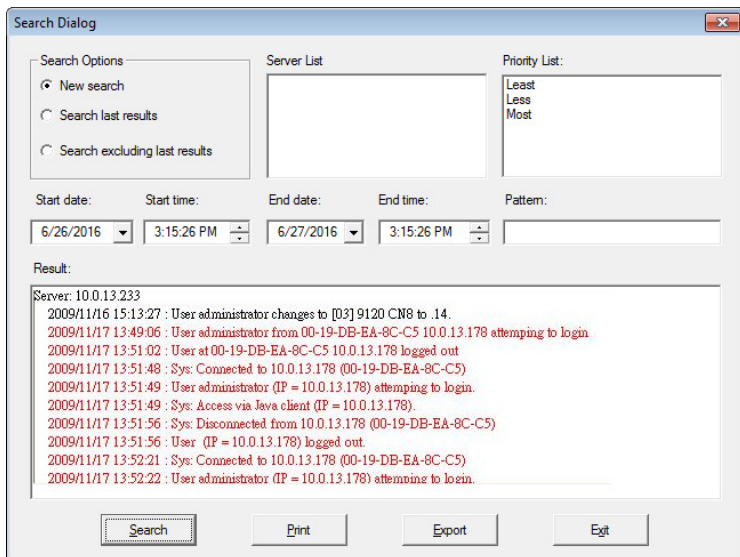 Search Dialog
Search Options
Server List
Priority List:
New search
Search last results
Search excluding last results
Least
Less
Most
Start date:
Start time:
End date:
End time:
Pattern:
6/26/2016
3:15:26 PM
6/27/2016
3:15:26 PM
Result:
Server: 10.0.13.233
2009/11/16 15:13:27 : User administrator changes to [03] 9120 CN8 to .14.
2009/11/17 13:49:06 : User administrator from 00-19-DB-EA-8C-C5 10.0.13.178 attemping to login
2009/11/17 13:51:02 : User at 00-19-DB-EA-8C-C5 10.0.13.178 logged out
2009/11/17 13:51:48 : Sys: Connected to 10.0.13.178 (00-19-DB-EA-8C-C5)
2009/11/17 13:51:49 : User administrator (IP = 10.0.13.178) attemping to login.
2009/11/17 13:51:49 : Sys: Access via Java client (IP = 10.0.13.178).
2009/11/17 13:51:56 : Sys: Disconnected from 10.0.13.178 (00-19-DB-EA-8C-C5)
2009/11/17 13:51:56 : User (IP = 10.0.13.178) logged out.
2009/11/17 13:52:21 : Sys: Connected to 10.0.13.178 (00-19-DB-EA-8C-C5)
2009/11/17 13:52:22 : User administrator (IP = 10.0.13.178) attemping to login.
Search
Print
Export
Exit